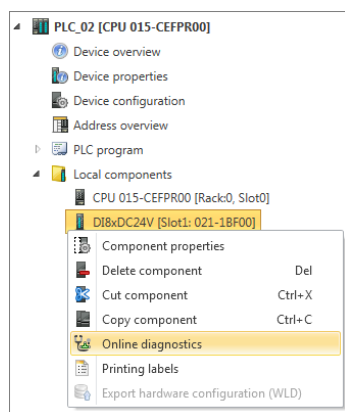 PLC_02 [CPU 015-CEFPR00]
Device overview
Device properties
Device configuration
Address overview
PLC program
Local components
CPU 015-CEFPR00 [Rack:0, Slot0]
DI8xDC24V [Slot1: 021-1BF00]
Component properties
Delete component Del
Cut component Ctrl+X
Copy component Ctrl+C
Online diagnostics
Printing labels
Export hardware configuration (WLD)